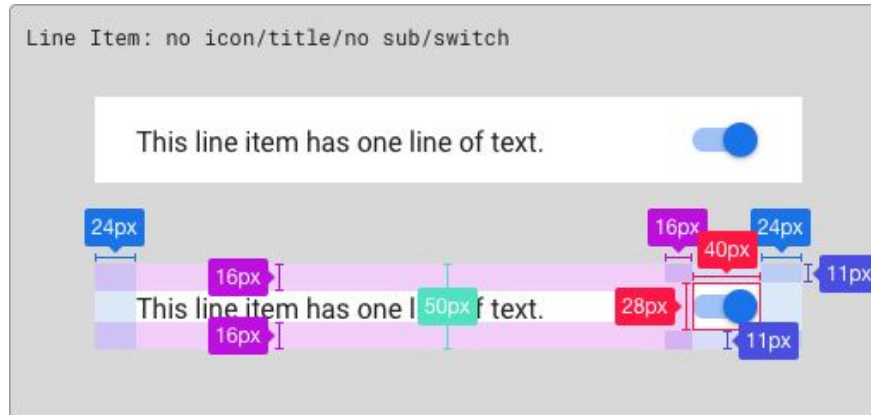 Line Item: no icon/title/no sub/switch
This line item has one line of text.
24px
16px
24px
40px
16px
11px
This line item has one l
50px
f text.
28px
16px
11px